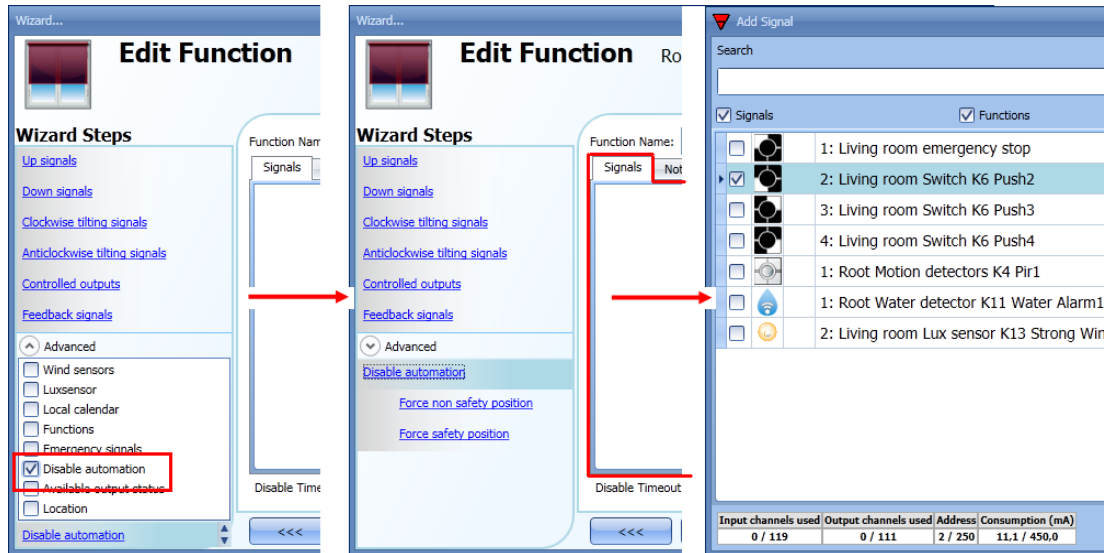 Wizard...
Edit Function
Wizard Steps
Up signals
Down signals
Clockwise tilting signals
Anticlockwise tilting signals
Controlled outputs
Feedback signals
Advanced
Wind sensors
Luxsensor
Local calendar
Functions
Emergency signals
Disable automation
Available output status
Location
Disable automation
Function Nam
Signals
Disable Time
<<<
Wizard...
Edit Function Ro
Wizard Steps
Up signals
Down signals
Clockwise tilting signals
Anticlockwise tilting signals
Controlled outputs
Feedback signals
Advanced
Disable automation
Force non safety position
Force safety position
Function Name:
Signals Not
Disable Timeout
<<<
Add Signal
Search
Signals Functions
1: Living room emergency stop
2: Living room Switch K6 Push2
3: Living room Switch K6 Push3
4: Living room Switch K6 Push4
1: Root Motion detectors K4 Pir1
1: Root Water detector K11 Water Alarm1
2: Living room Lux sensor K13 Strong Win
Input channels used Output channels used Address Consumption (mA)
0 / 119 0 / 111 2 / 250 11,1 / 450,0